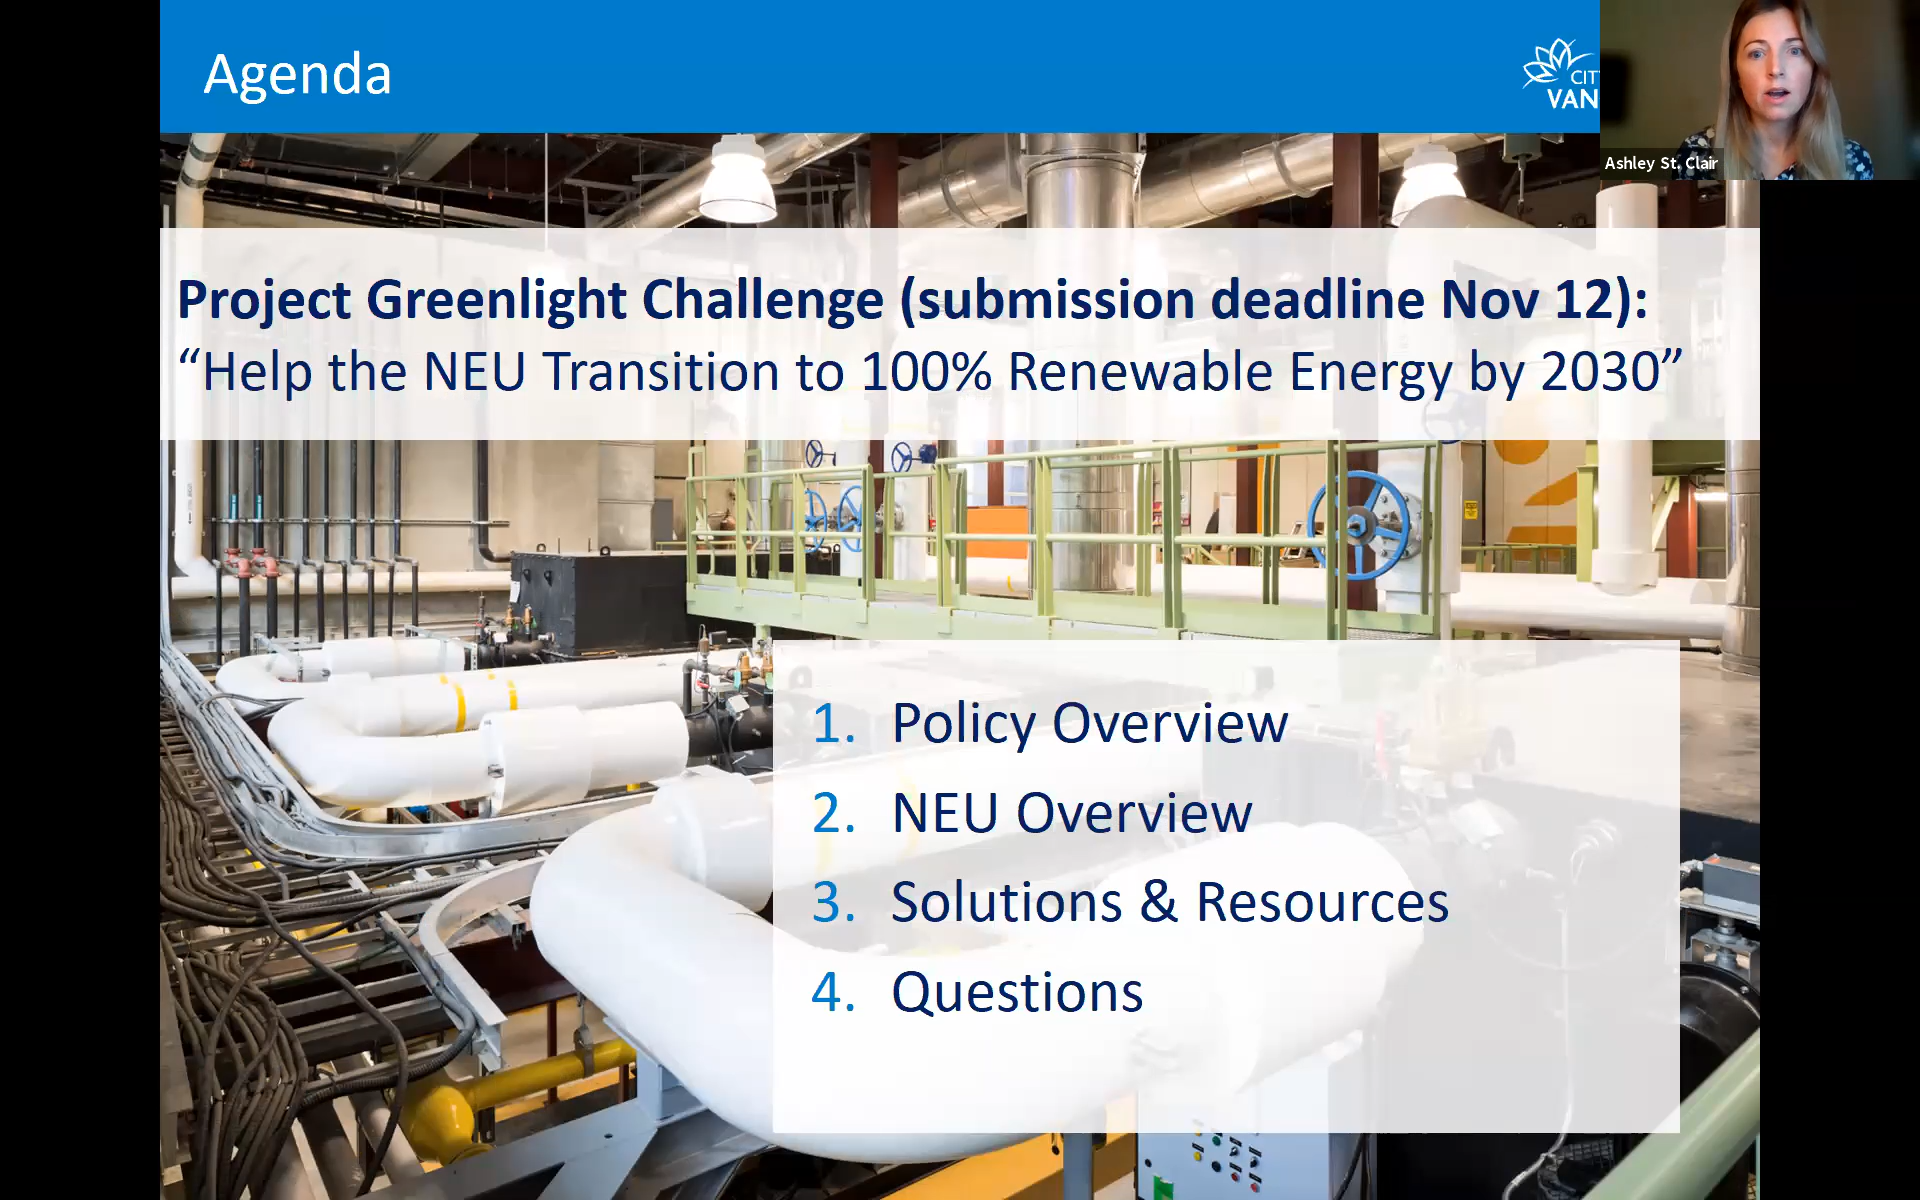 Agenda
CIT
VAN
Ashley St. Clair
Project Greenlight Challenge (submission deadline Nov 12):
“Help the NEU Transition to 100% Renewable Energy by 2030”
1. Policy Overview
2. NEU Overview
3. Solutions & Resources
4. Questions